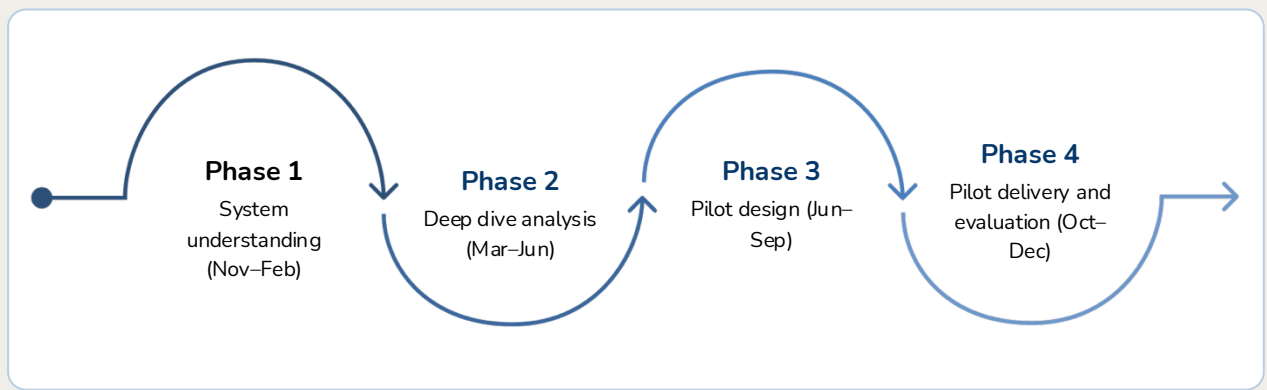 Phase 1
System
understanding
(Nov–Feb)
Phase 2
Deep dive analysis
(Mar–Jun)
Phase 3
Pilot design (Jun–
Sep)
Phase 4
Pilot delivery and
evaluation (Oct–
Dec)